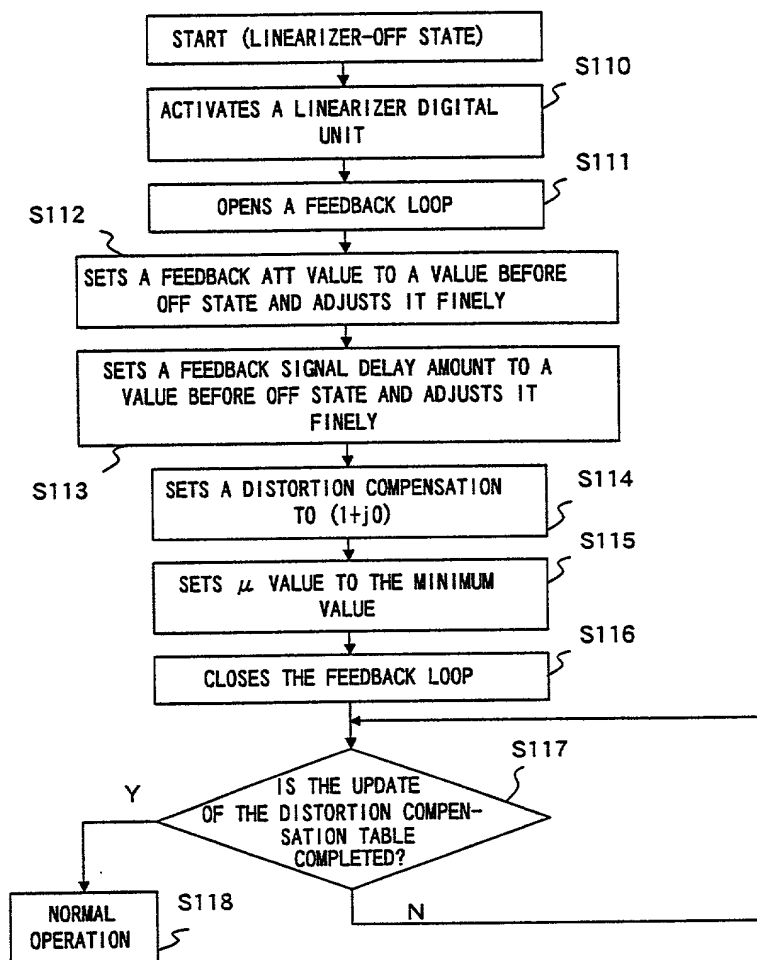 START (LINEARIZER-OFF STATE)
S110
ACTIVATES A LINEARIZER DIGITAL
UNIT
S111
OPENS A FEEDBACK LOOP
S112
SETS A FEEDBACK ATT VALUE TO A VALUE BEFORE
OFF STATE AND ADJUSTS IT FINELY
SETS A FEEDBACK SIGNAL DELAY AMOUNT TO A
VALUE BEFORE OFF STATE AND ADJUSTS IT
FINELY
S113
SETS A DISTORTION COMPENSATION
TO (1+j0)
S114
S115
SETS μ VALUE TO THE MINIMUM
VALUE
S116
CLOSES THE FEEDBACK LOOP
S117
IS THE UPDATE
OF THE DISTORTION COMPEN-
SATION TABLE
COMPLETED?
Y
N
NORMAL
OPERATION
S118